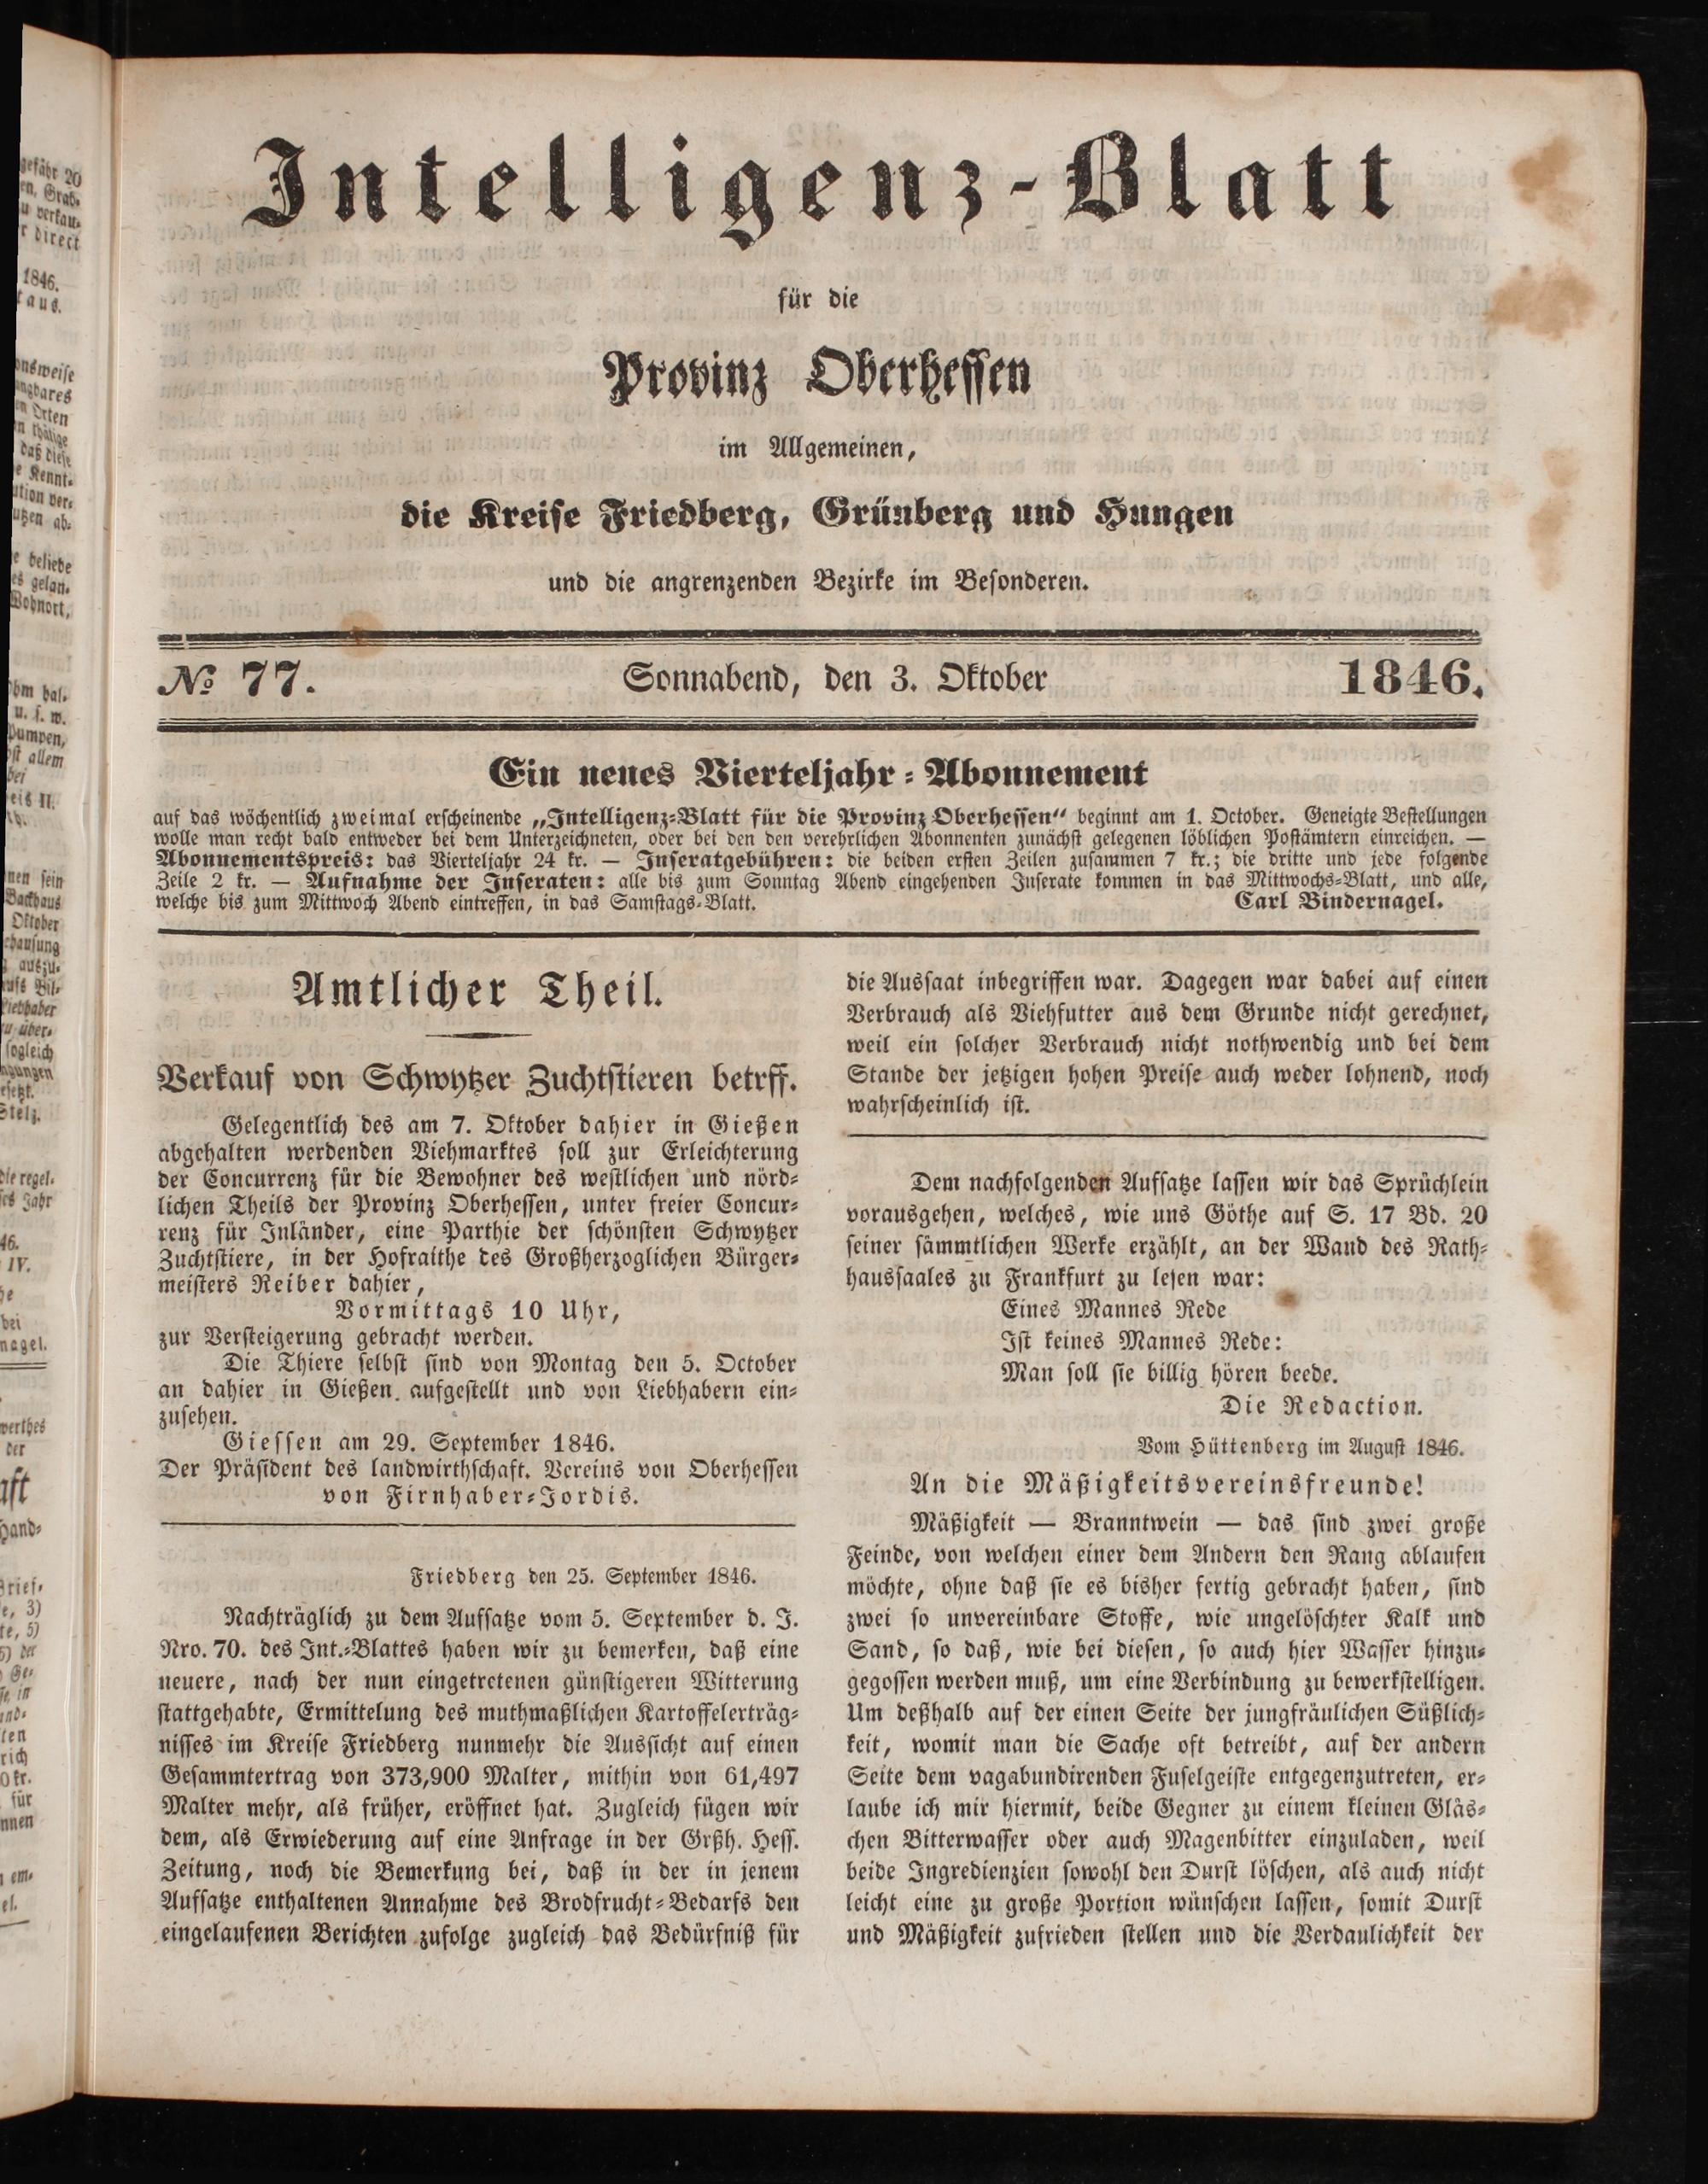 Intelligenz-Blatt
für die
Provinz Oberhessen
im Allgemeinen,
die Kreise Friedberg, Grünberg und Hungen
und die angrenzenden Bezirke im Besonderen.
№ 77. Sonnabend, den 3. Oktober 1846.
Ein neues Vierteljahr-Abonnement
auf das wöchentlich zweimal erscheinende „Intelligenz-Blatt für die Provinz Oberhessen“ beginnt am 1. October. Geneigte Bestellungen
wolle man recht bald entweder bei dem Unterzeichneten, oder bei den den verehrlichen Abonnenten zunächst gelegenen löblichen Postämtern einreichen. —
Abonnementspreis: das Vierteljahr 24 kr. — Inseratgebühren: die beiden ersten Zeilen zusammen 7 kr.; die dritte und jede folgende
Zeile 2 kr. — Aufnahme der Inseraten: alle bis zum Sonntag Abend eingehenden Inserate kommen in das Mittwochs-Blatt, und alle,
welche bis zum Mittwoch Abend eintreffen, in das Samstags-Blatt. Carl Bindernagel.
Amtlicher Theil.
Verkauf von Schwytzer Zuchtstieren betrff.
Gelegentlich des am 7. Oktober dahier in Gießen
abgehalten werdenden Viehmarktes soll zur Erleichterung
der Concurrenz für die Bewohner des westlichen und nörd-
lichen Theils der Provinz Oberhessen, unter freier Concur-
renz für Inländer, eine Parthie der schönsten Schwytzer
Zuchtstiere, in der Hofraithe des Großherzoglichen Bürger-
meisters Reiber dahier,
Vormittags 10 Uhr,
zur Versteigerung gebracht werden.
Die Thiere selbst sind von Montag den 5. October
an dahier in Gießen aufgestellt und von Liebhabern ein-
zusehen.
Giessen am 29. September 1846.
Der Präsident des landwirthschaft. Vereins von Oberhessen
von Firnhaber-Jordis.
Friedberg den 25. September 1846.
Nachträglich zu dem Aufsatze vom 5. September d. J.
Nro. 70. des Int.-Blattes haben wir zu bemerken, daß eine
neuere, nach der nun eingetretenen günstigeren Witterung
stattgehabte, Ermittelung des muthmaßlichen Kartoffelerträg-
nisses im Kreise Friedberg nunmehr die Aussicht auf einen
Gesammtertrag von 373,900 Malter, mithin von 61,497
Malter mehr, als früher, eröffnet hat. Zugleich fügen wir
dem, als Erwiederung auf eine Anfrage in der Grßh. Hess.
Zeitung, noch die Bemerkung bei, daß in der in jenem
Aufsatze enthaltenen Annahme des Brodfrucht-Bedarfs den
eingelaufenen Berichten zufolge zugleich das Bedürfniß für
die Aussaat inbegriffen war. Dagegen war dabei auf einen
Verbrauch als Viehfutter aus dem Grunde nicht gerechnet,
weil ein solcher Verbrauch nicht nothwendig und bei dem
Stande der jetzigen hohen Preise auch weder lohnend, noch
wahrscheinlich ist.
Dem nachfolgenden Aufsatze lassen wir das Sprüchlein
vorausgehen, welches, wie uns Göthe auf S. 17 Bd. 20
seiner sämmtlichen Werke erzählt, an der Wand des Rath-
haussaales zu Frankfurt zu lesen war:
Eines Mannes Rede
Ist keines Mannes Rede:
Man soll sie billig hören beede.
Die Redaction.
Vom Hüttenberg im August 1846.
An die Mäßigkeitsvereinsfreunde!
Mäßigkeit — Branntwein — das sind zwei große
Feinde, von welchen einer dem Andern den Rang ablaufen
möchte, ohne daß sie es bisher fertig gebracht haben, sind
zwei so unvereinbare Stoffe, wie ungelöschter Kalk und
Sand, so daß, wie bei diesen, so auch hier Wasser hinzu-
gegossen werden muß, um eine Verbindung zu bewerkstelligen.
Um deßhalb auf der einen Seite der jungfräulichen Süßlich-
keit, womit man die Sache oft betreibt, auf der andern
Seite dem vagabundirenden Fuselgeiste entgegenzutreten, er-
laube ich mir hiermit, beide Gegner zu einem kleinen Gläs-
chen Bitterwasser oder auch Magenbitter einzuladen, weil
beide Ingredienzien sowohl den Durst löschen, als auch nicht
leicht eine zu große Portion wünschen lassen, somit Durst
und Mäßigkeit zufrieden stellen und die Verdaulichkeit der